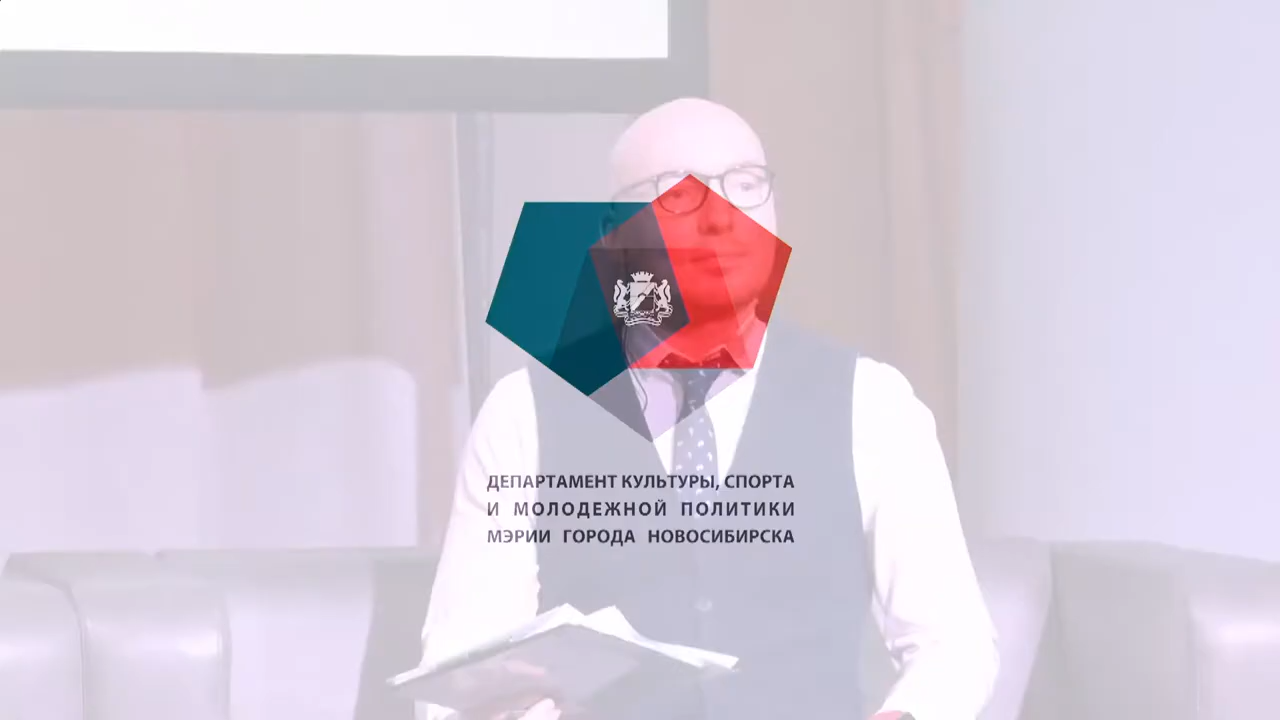 ДЕПАРТАМЕНТ КУЛЬТУРЫ, СПОРТА
И МОЛОДЕЖНОЙ ПОЛИТИКИ
МЭРИИ ГОРОДА НОВОСИБИРСКА